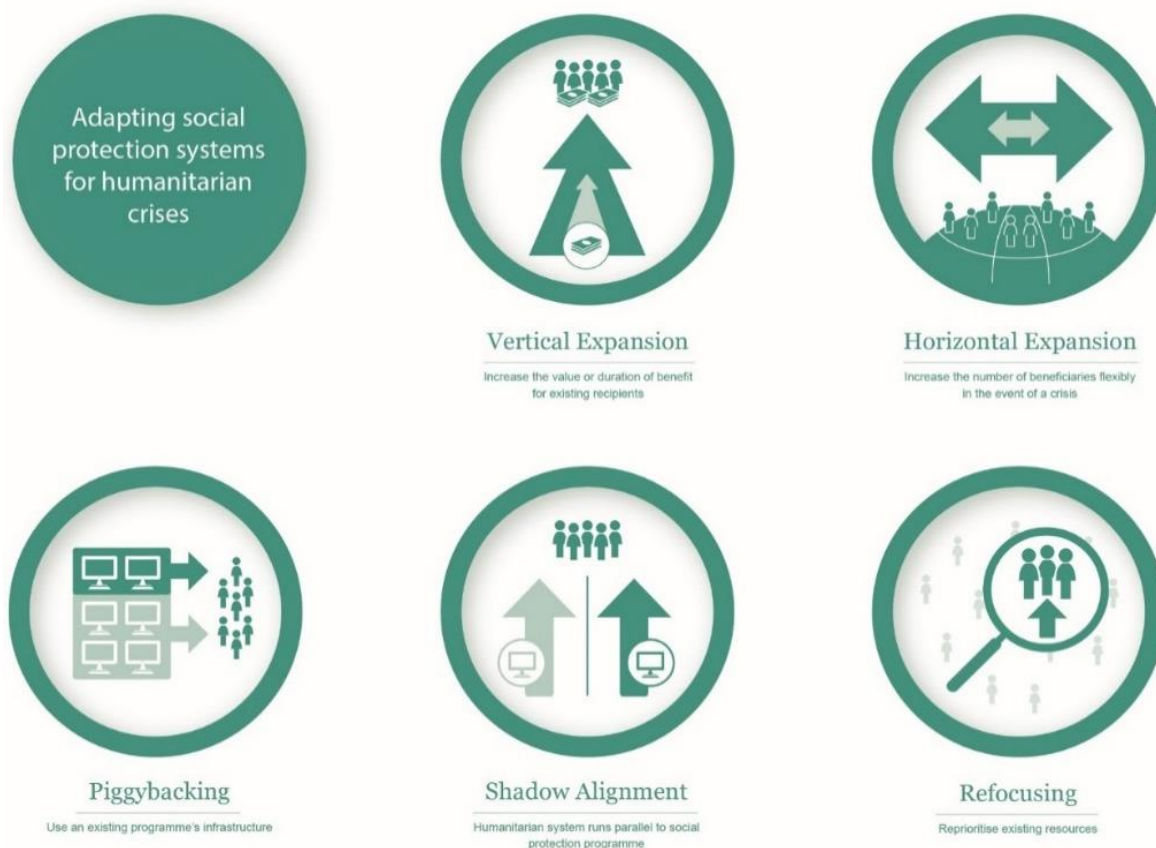 Adapting social
protection systems
for humanitarian
crises
Vertical Expansion
Increase the value or duration of benefit
for existing recipients
Horizontal Expansion
Increase the number of beneficiaries flexibly
in the event of a crisis
Piggybacking
Use an existing programme's infrastructure
Shadow Alignment
Humanitarian system runs parallel to social
protection programme
Refocusing
Reprioritise existing resources